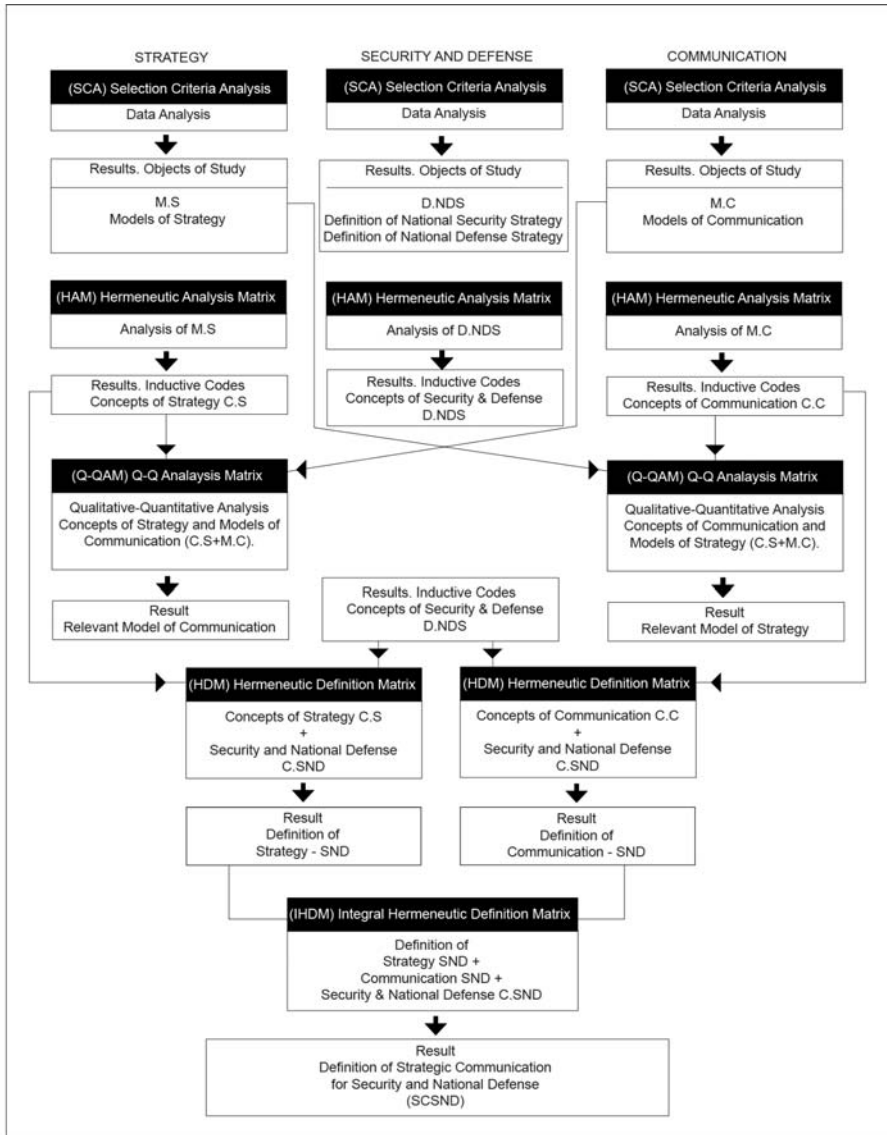 STRATEGY
(SCA) Selection Criteria Analysis
Data Analysis
Results. Objects of Study
M.S
Models of Strategy
(HAM) Hermeneutic Analysis Matrix
Analysis of M.S
Results. Inductive Codes
Concepts of Strategy C.S
(Q-QAM) Q-Q Analaysis Matrix
Qualitative-Quantitative Analysis
Concepts of Strategy and Models of
Communication (C.S+M.C).
Result
Relevant Model of Communication
SECURITY AND DEFENSE
(SCA) Selection Criteria Analysis
Data Analysis
Results. Objects of Study
D.NDS
Definition of National Security Strategy
Definition of National Defense Strategy
(HAM) Hermeneutic Analysis Matrix
Analysis of D.NDS
Results. Inductive Codes
Concepts of Security & Defense
D.NDS
COMMUNICATION
(SCA) Selection Criteria Analysis
Data Analysis
Results. Objects of Study
M.C
Models of Communication
(HAM) Hermeneutic Analysis Matrix
Analysis of M.C
Results. Inductive Codes
Concepts of Communication C.C
(Q-QAM) Q-Q Analaysis Matrix
Qualitative-Quantitative Analysis
Concepts of Communication and
Models of Strategy (C.S+M.C).
Result
Relevant Model of Strategy
Results. Inductive Codes
Concepts of Security & Defense
D.NDS
(HDM) Hermeneutic Definition Matrix
Concepts of Strategy C.S
+
Security and National Defense
C.SND
Result
Definition of
Strategy - SND
(HDM) Hermeneutic Definition Matrix
Concepts of Communication C.C
+
Security and National Defense
C.SND
Result
Definition of
Communication - SND
(IHDM) Integral Hermeneutic Definition Matrix
Definition of
Strategy SND +
Communication SND +
Security & National Defense C.SND
Result
Definition of Strategic Communication
for Security and National Defense
(SCSND)